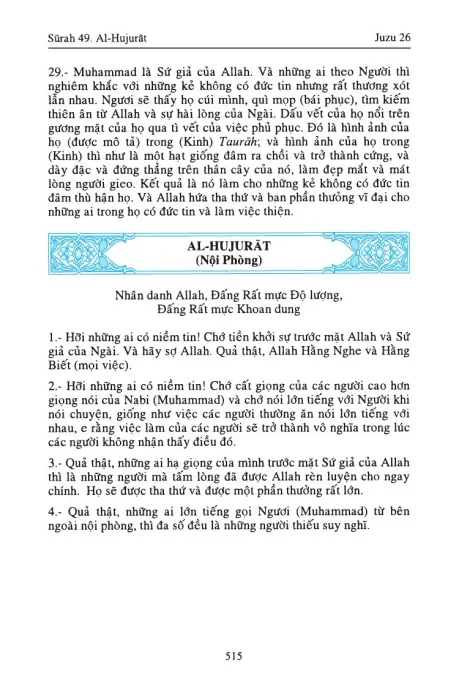 Sūrah 49. Al-Hujurāt
Juzu 26
29.- Muhammad là Sứ giả của Allah. Và những ai theo Người thì
nghiêm khắc với những kẻ không có đức tin nhưng rất thương xót
lẫn nhau. Ngươi sẽ thấy họ cúi mình, quì mọp (bái phục), tìm kiếm
thiên ân từ Allah và sự hài lòng của Ngài. Dấu vết của họ nổi trên
gương mặt của họ qua tì vết của việc phủ phục. Đó là hình ảnh của
họ (được mô tả) trong (Kinh) Taurāh; và hình ảnh của họ trong
(Kinh) thì như là một hạt giống đâm ra chồi và trở thành cứng, và
dày đặc và đứng thẳng trên thân cây của nó, làm đẹp mắt và mát
lòng người gieo. Kết quả là nó làm cho những kẻ không có đức tin
đâm thù hận họ. Và Allah hứa tha thứ và ban phần thưởng vĩ đại cho
những ai trong họ có đức tin và làm việc thiện.
AL-HUJURĀT
(Nội Phòng)
Nhân danh Allah, Đấng Rất mực Độ lượng,
Đấng Rất mực Khoan dung
1.- Hỡi những ai có niềm tin! Chớ tiền khởi sự trước mặt Allah và Sứ
giả của Ngài. Và hãy sợ Allah. Quả thật, Allah Hằng Nghe và Hằng
Biết (mọi việc).
2.- Hỡi những ai có niềm tin! Chớ cất giọng của các người cao hơn
giọng nói của Nabi (Muhammad) và chớ nói lớn tiếng với Người khi
nói chuyện, giống như việc các người thường ăn nói lớn tiếng với
nhau, e rằng việc làm của các người sẽ trở thành vô nghĩa trong lúc
các người không nhận thấy điều đó.
3.- Quả thật, những ai hạ giọng của mình trước mặt Sứ giả của Allah
thì là những người mà tấm lòng đã được Allah rèn luyện cho ngay
chính. Họ sẽ được tha thứ và được một phần thưởng rất lớn.
4.- Quả thật, những ai lớn tiếng gọi Ngươi (Muhammad) từ bên
ngoài nội phòng, thì đa số đều là những người thiếu suy nghĩ.
515